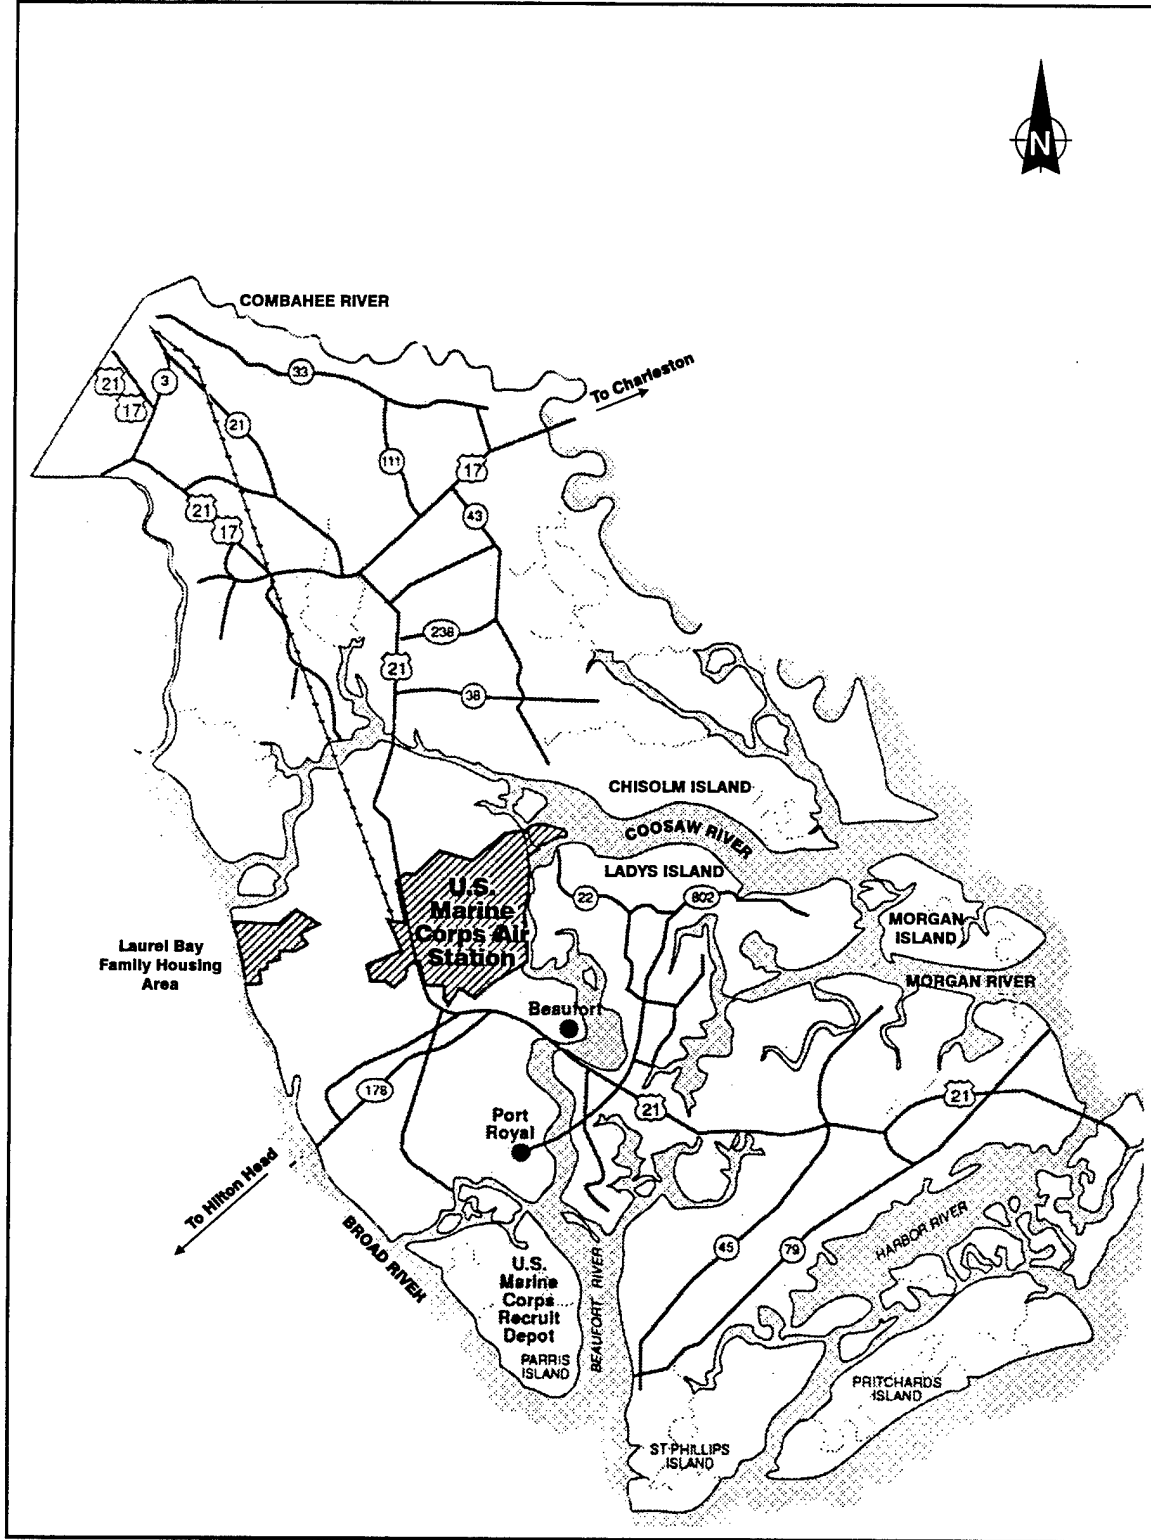 N
COMBAHEE RIVER
To Charleston
33
3
21
17
21
111
17
21
17
43
238
21
38
CHISOLM ISLAND
COOSAW RIVER
LADYS ISLAND
22
802
U.S.
Marine
Corps Air
Station
MORGAN
ISLAND
Laurel Bay
Family Housing
Area
MORGAN RIVER
Beaufort
178
21
21
Port
Royal
To Hilton Head
BROAD RIVER
45
79
HARBOR RIVER
U.S.
Marine
Corps
Recruit
Depot
PARRIS
ISLAND
BEAUFORT RIVER
PRITCHARDS
ISLAND
ST PHILLIPS
ISLAND